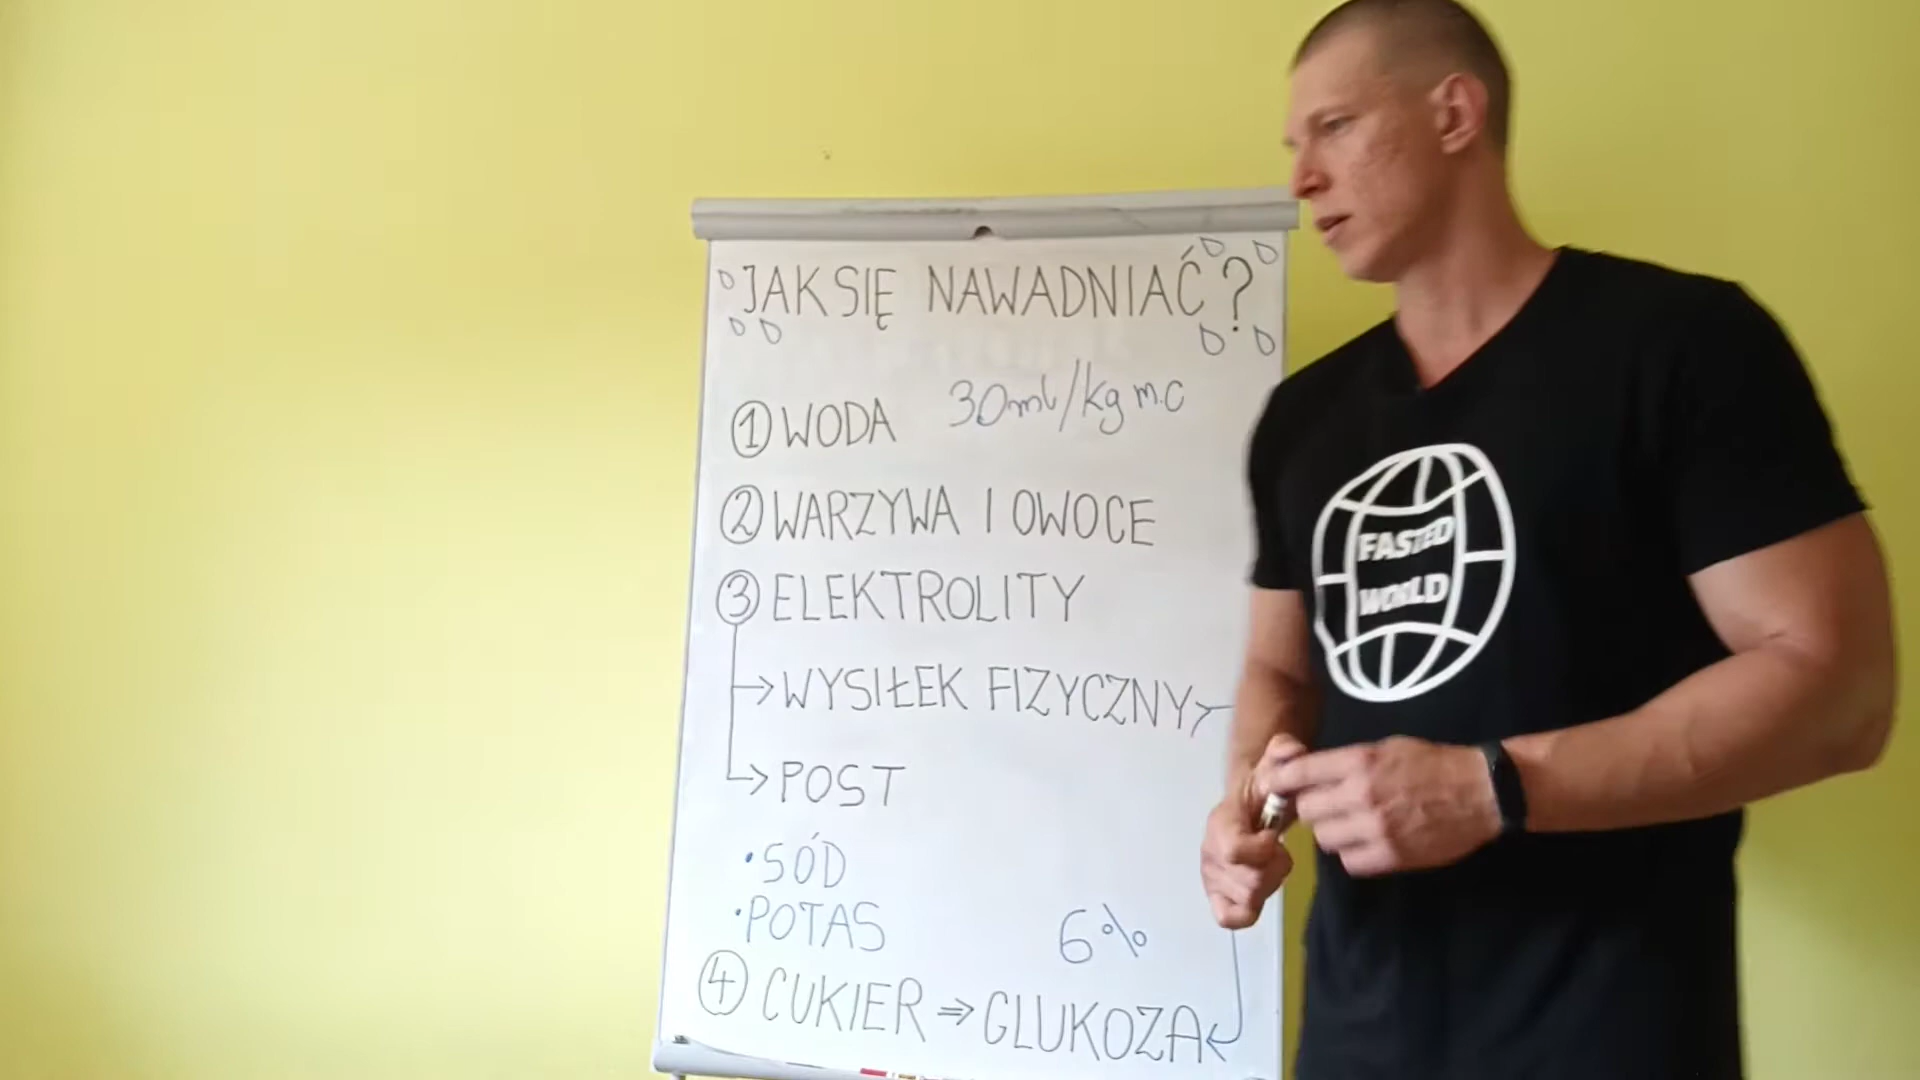 JAK SIĘ NAWADNIAĆ?
① WODA 30ml/kg m.c
② WARZYWA I OWOCE
③ ELEKTROLITY
→ WYSIŁEK FIZYCZNY
→ POST
• SÓD
• POTAS
6%
④ CUKIER ⇒ GLUKOZA
FASTED
WORLD